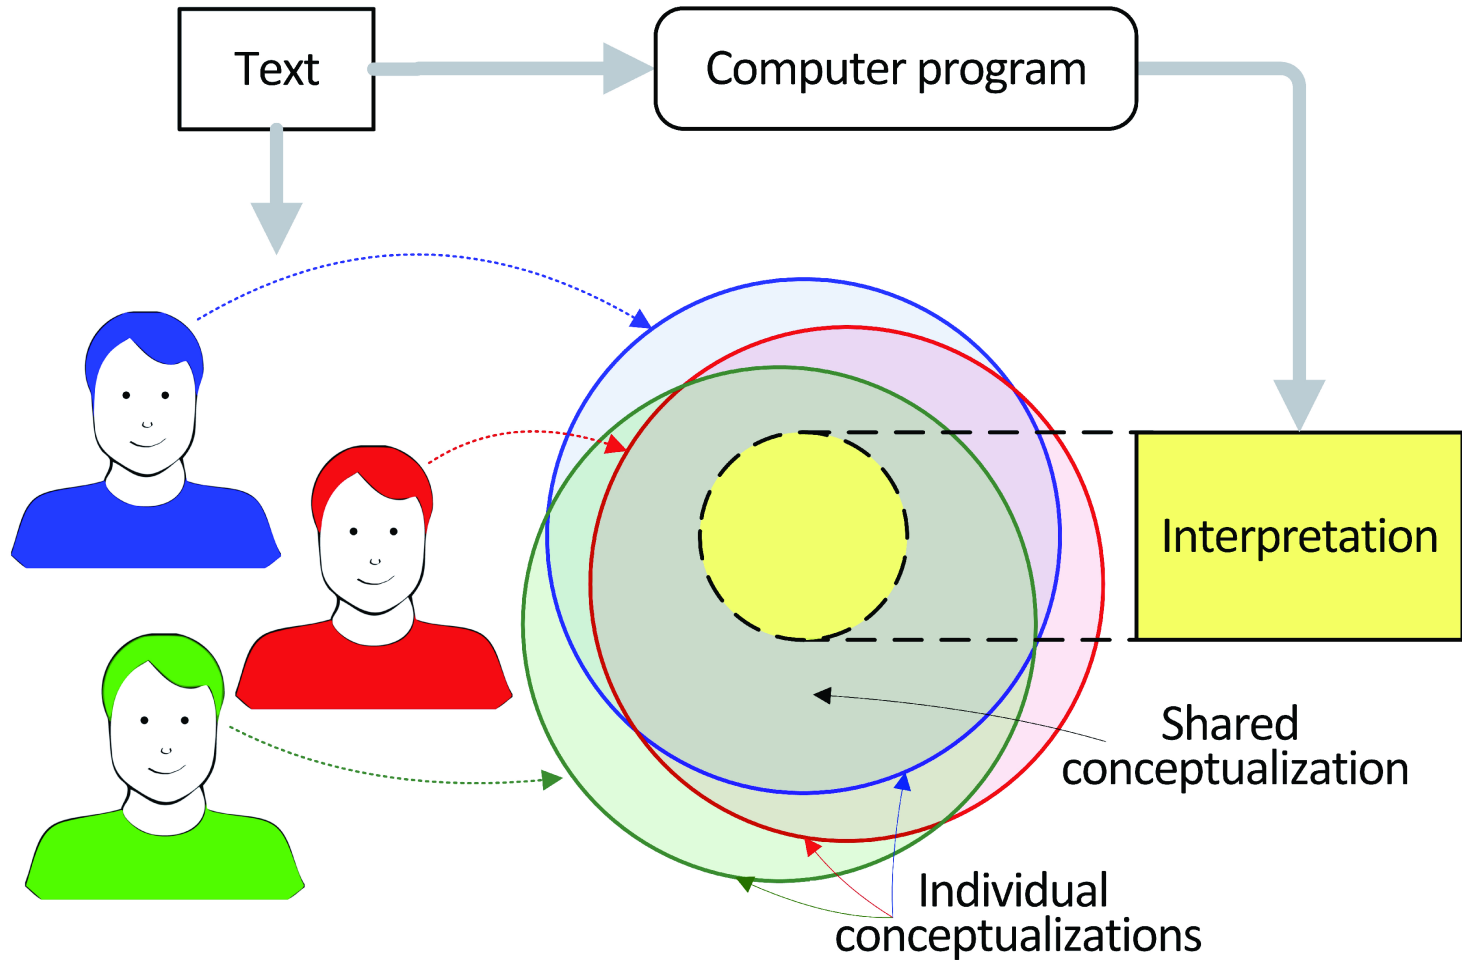 Text
Computer program
Interpretation
Shared
conceptualization
Individual
conceptualizations